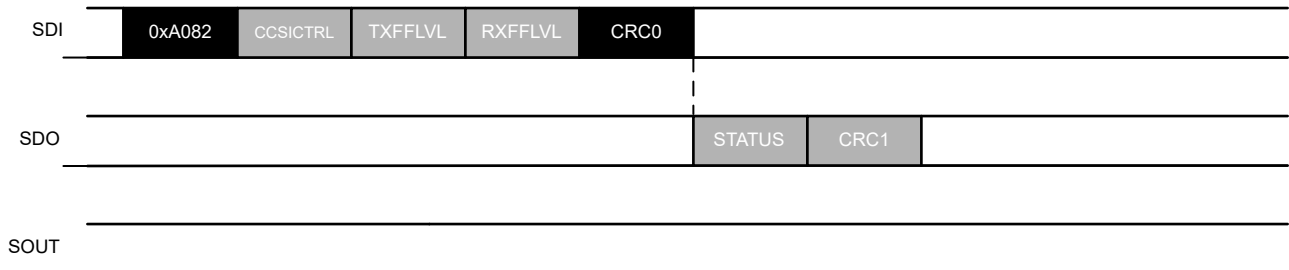 SDI 0xA082 CCSICTRL TXFFLVL RXFFLVL CRC0
SDO STATUS CRC1
SOUT